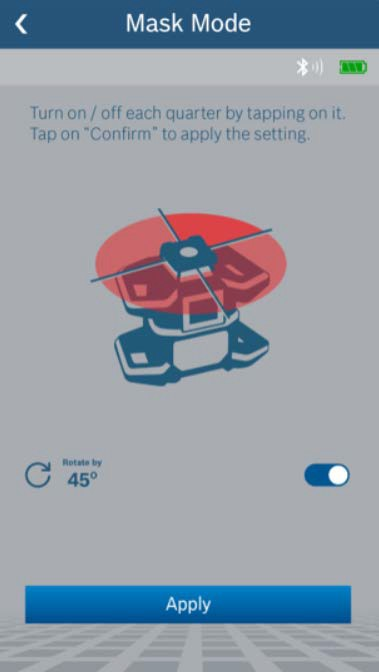 Mask Mode
Turn on / off each quarter by tapping on it.
Tap on “Confirm” to apply the setting.
Rotate by
45°
Apply